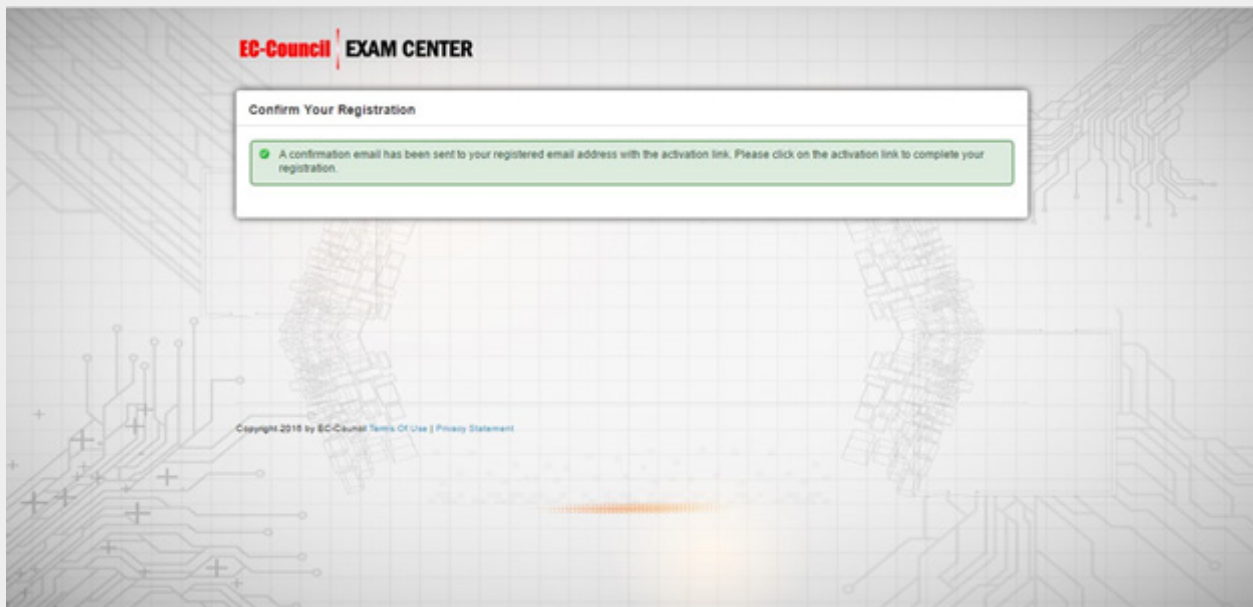 EC-Council EXAM CENTER
Confirm Your Registration
A confirmation email has been sent to your registered email address with the activation link. Please click on the activation link to complete your
registration.
Copyright 2016 by EC-Council Terms Of Use | Privacy Statement